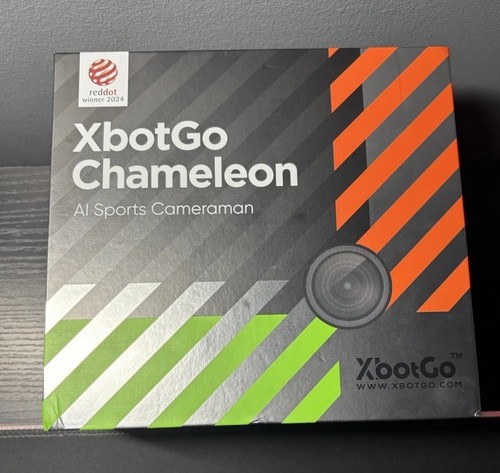 reddot
winner 2024
XbotGo
Chameleon
AI Sports Cameraman
XbotGo™
WWW.XBOTGO.COM